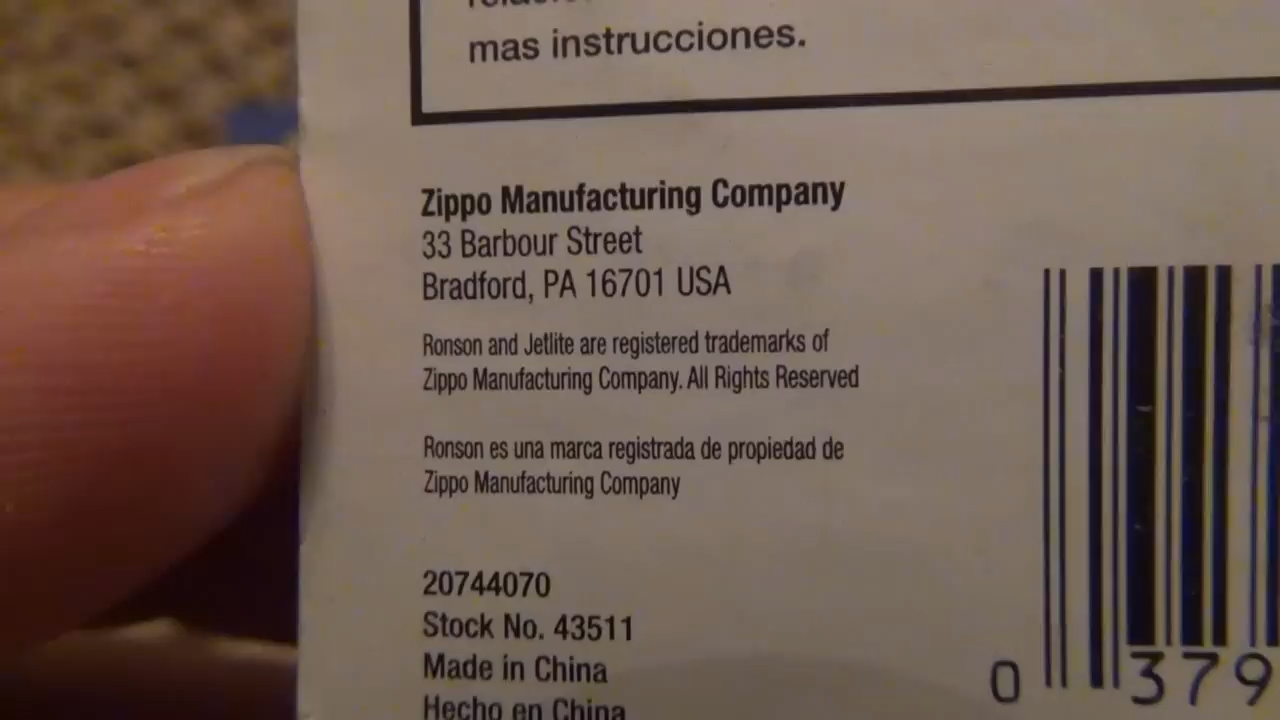 mas instrucciones.
Zippo Manufacturing Company
33 Barbour Street
Bradford, PA 16701 USA
Ronson and Jetlite are registered trademarks of
Zippo Manufacturing Company. All Rights Reserved
Ronson es una marca registrada de propiedad de
Zippo Manufacturing Company
20744070
Stock No. 43511
Made in China
Hecho en China
0 379